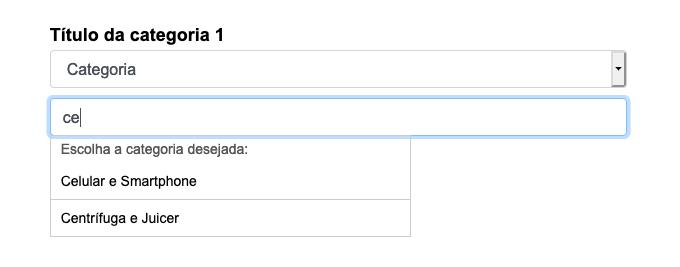 Título da categoria 1
Categoria
ce
Escolha a categoria desejada:
Celular e Smartphone
Centrífuga e Juicer